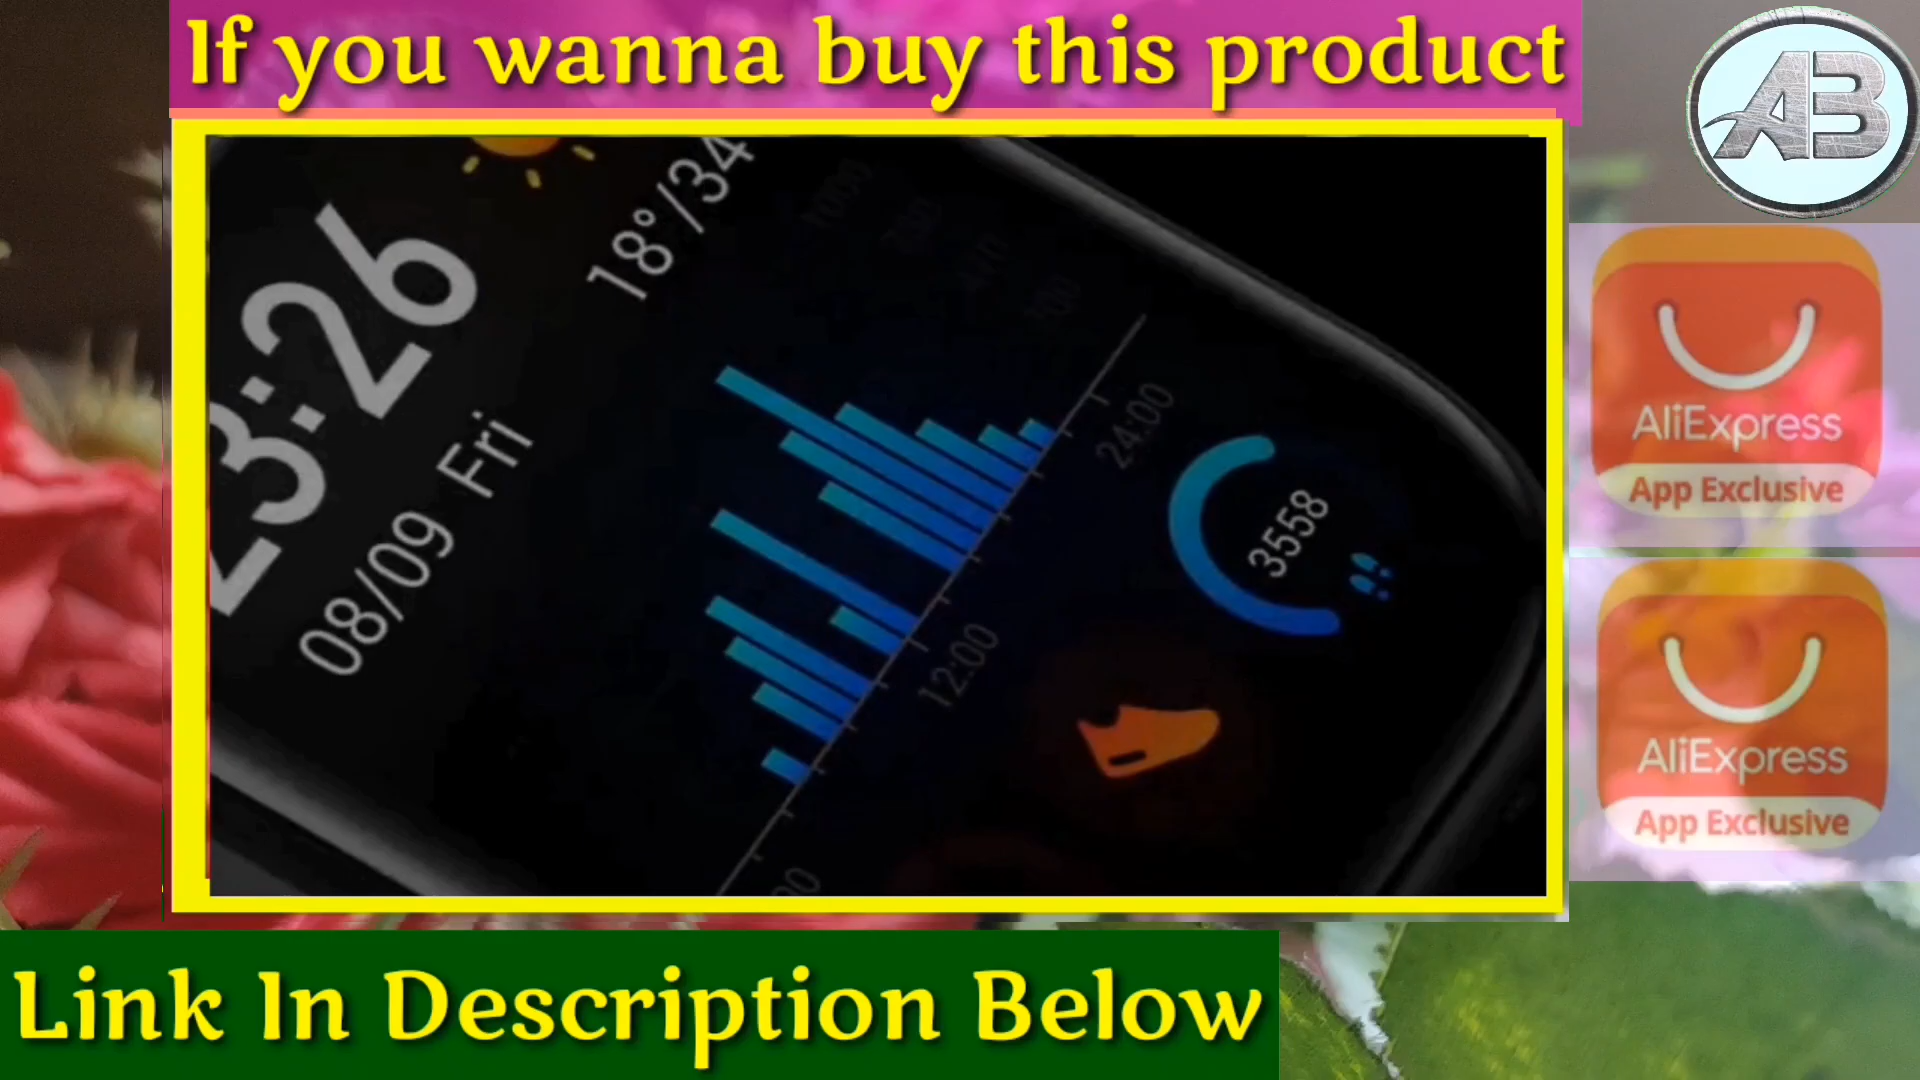 If you wanna buy this product
AB
18°/34
23:26
08/09 Fri
24:00
3558
12:00
AliExpress
App Exclusive
AliExpress
App Exclusive
Link In Description Below